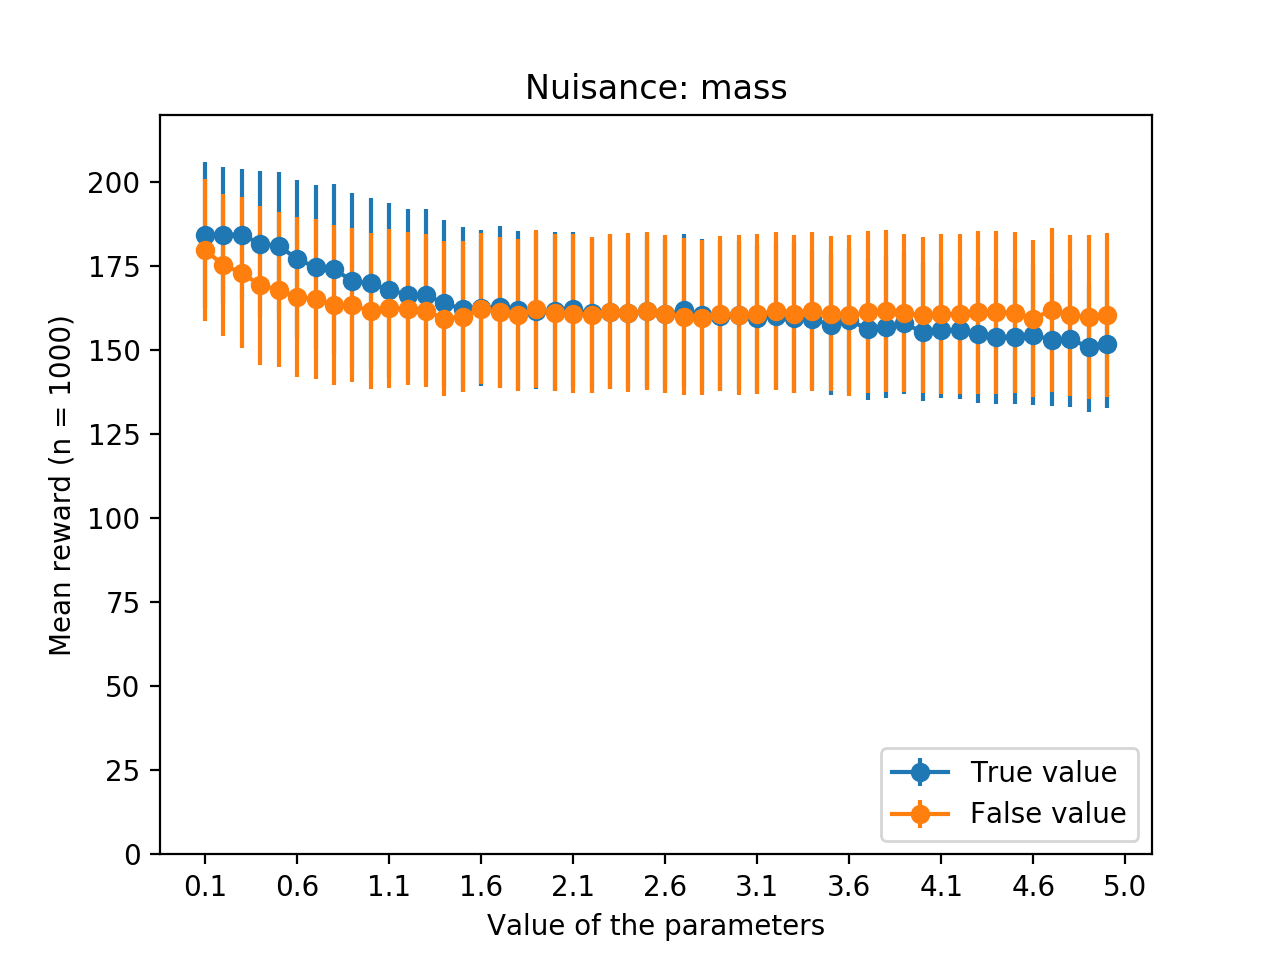 Nuisance: mass
Mean reward (n = 1000)
200
175
150
125
100
75
50
25
0
0.1 0.6 1.1 1.6 2.1 2.6 3.1 3.6 4.1 4.6 5.0
Value of the parameters
True value
False value